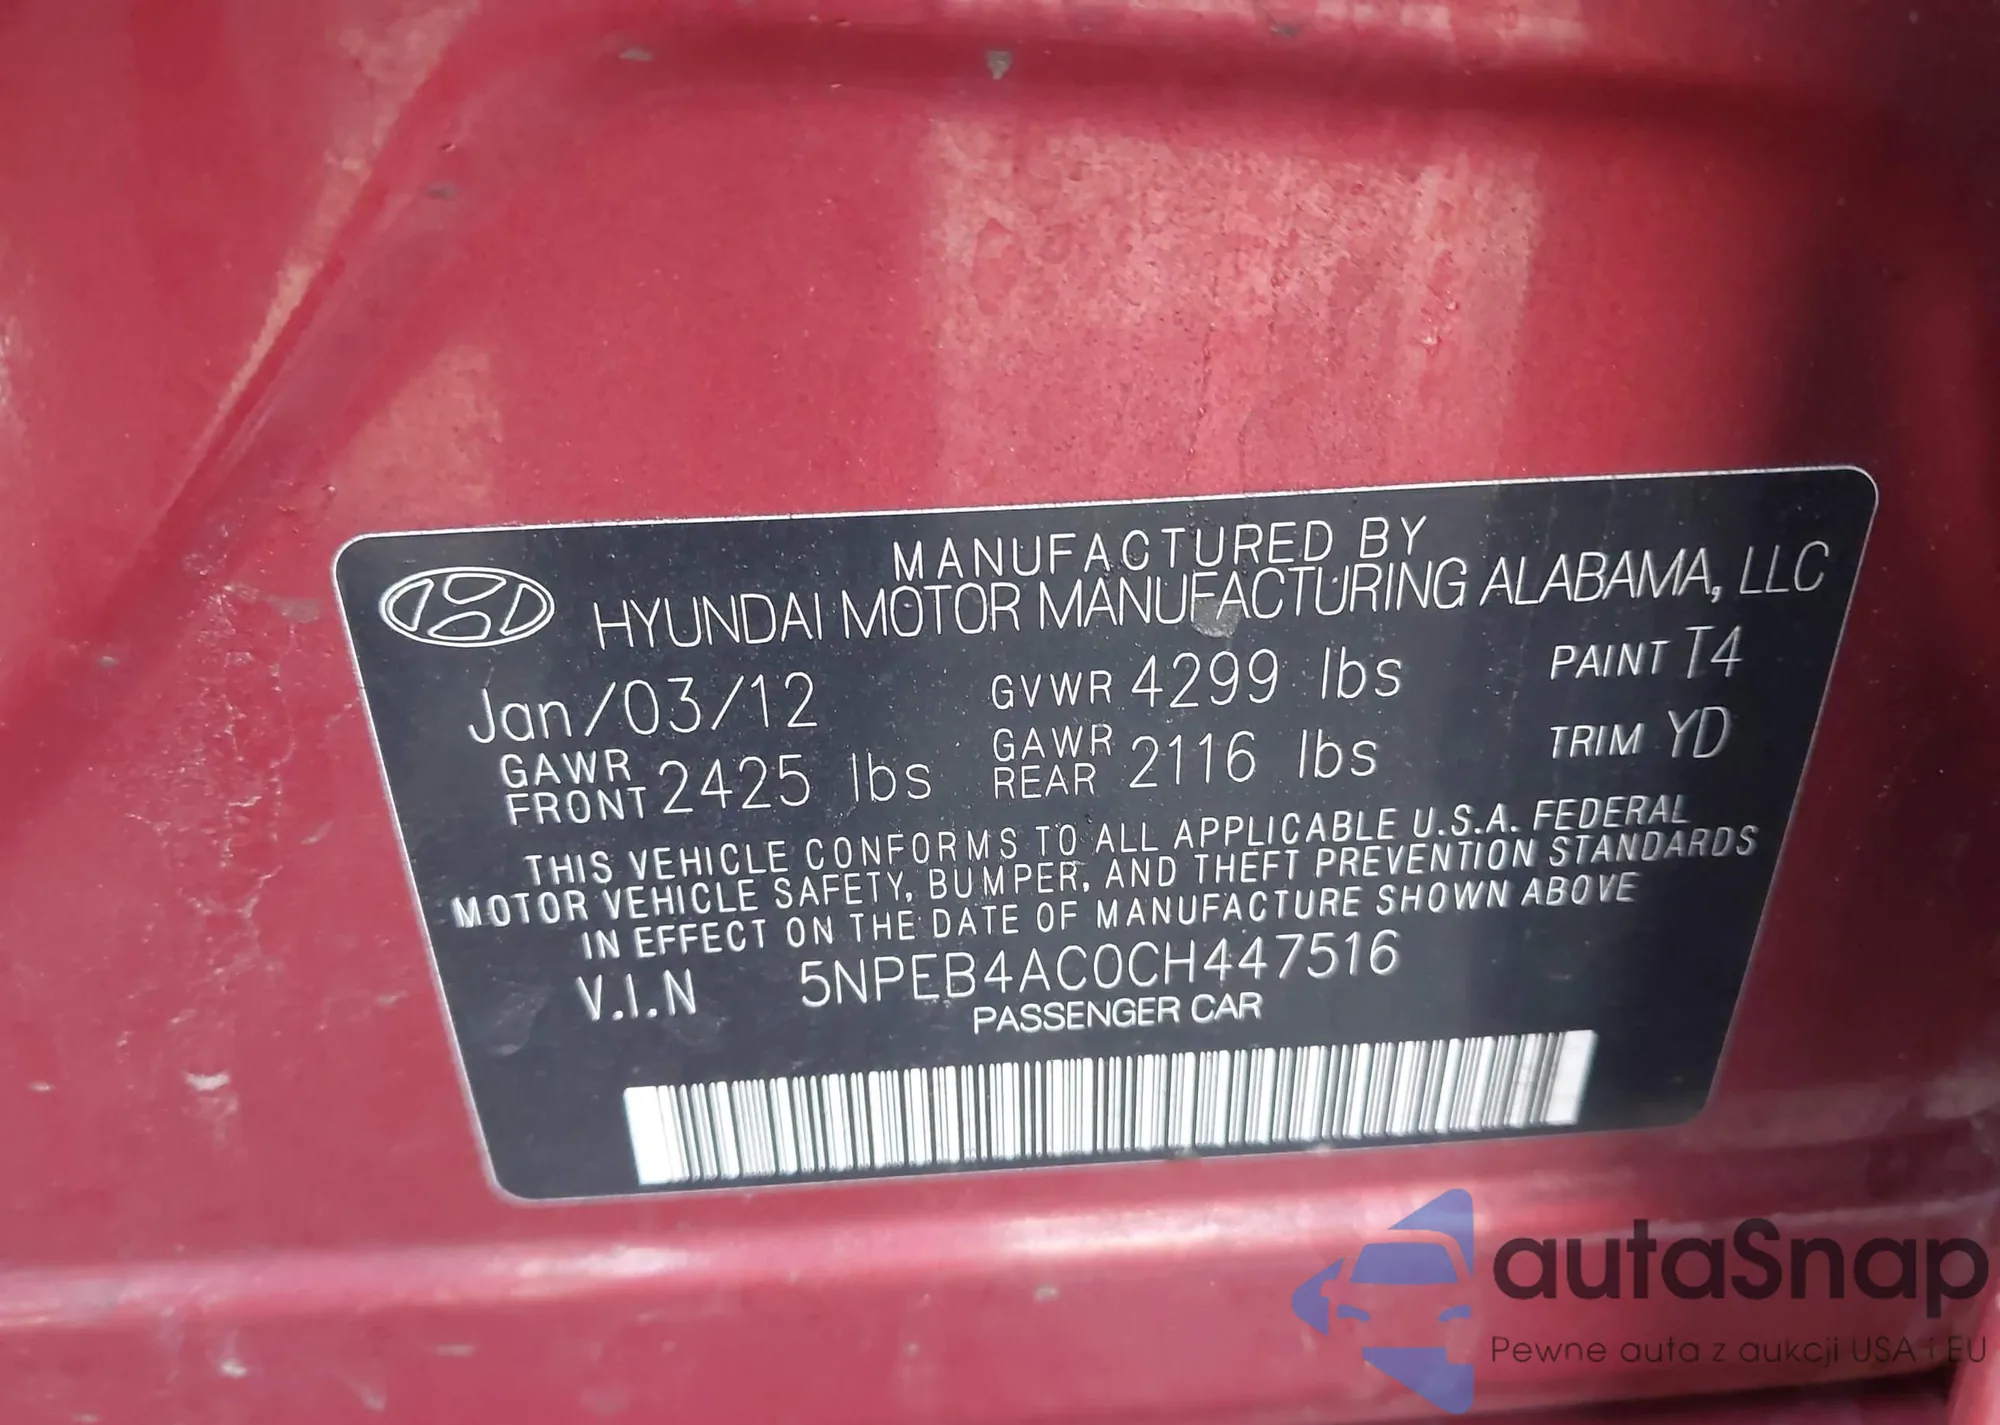 MANUFACTURED BY
HYUNDAI MOTOR MANUFACTURING ALABAMA, LLC
Jan/03/12 GVWR 4299 lbs PAINT T4
GAWR FRONT 2425 lbs GAWR REAR 2116 lbs TRIM YD
THIS VEHICLE CONFORMS TO ALL APPLICABLE U.S.A. FEDERAL
MOTOR VEHICLE SAFETY, BUMPER, AND THEFT PREVENTION STANDARDS
IN EFFECT ON THE DATE OF MANUFACTURE SHOWN ABOVE
V.I.N 5NPEB4AC0CH447516
PASSENGER CAR
autaSnap
Pewne auta z aukcji USA i EU